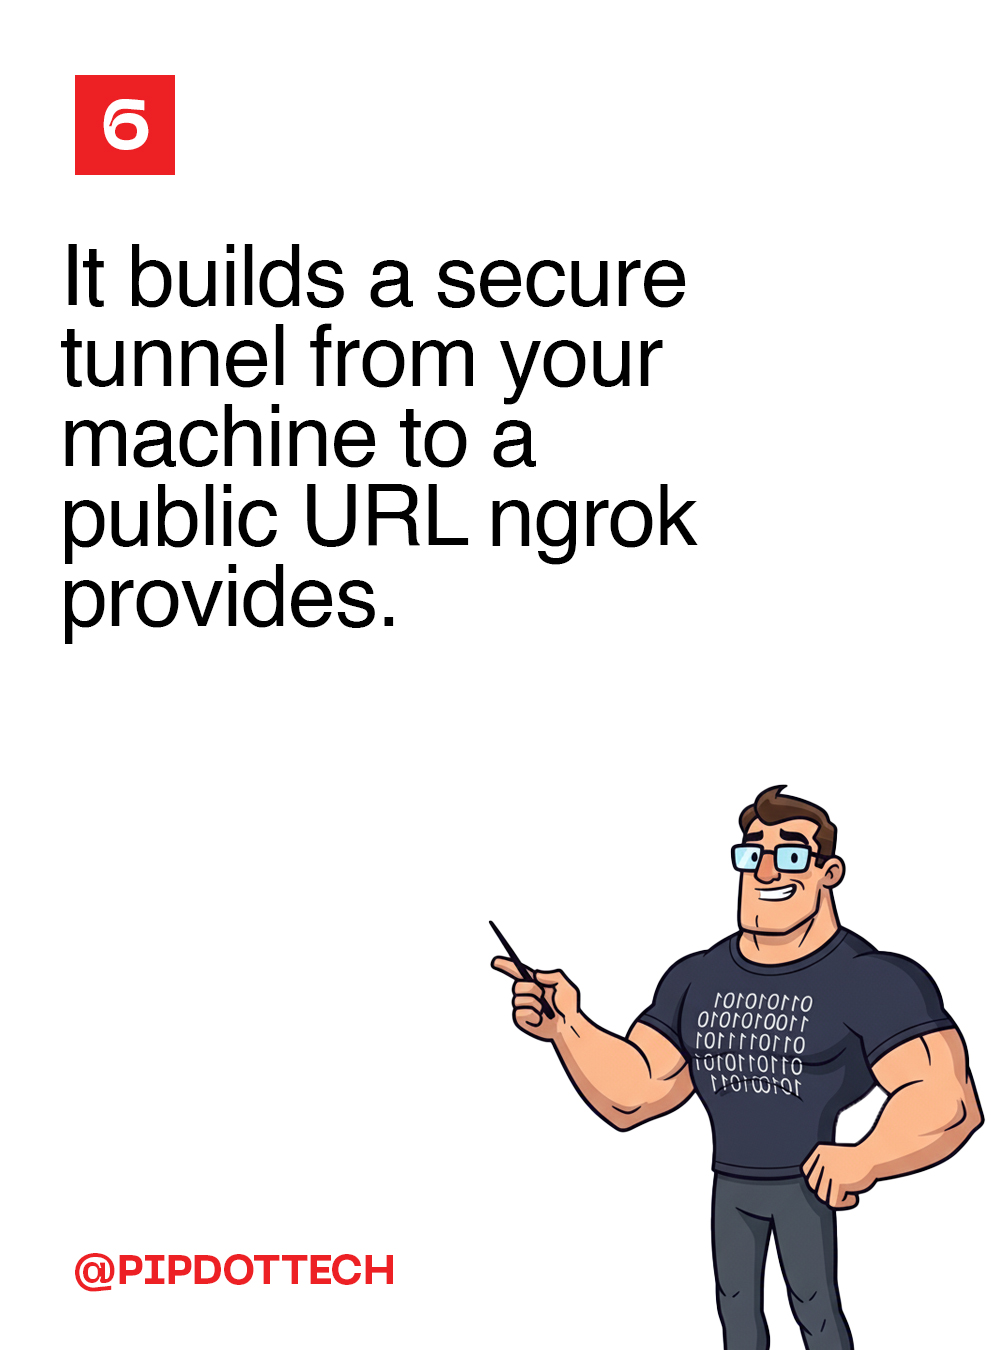 6
It builds a secure
tunnel from your
machine to a
public URL ngrok
provides.
@PIPDOTTECH